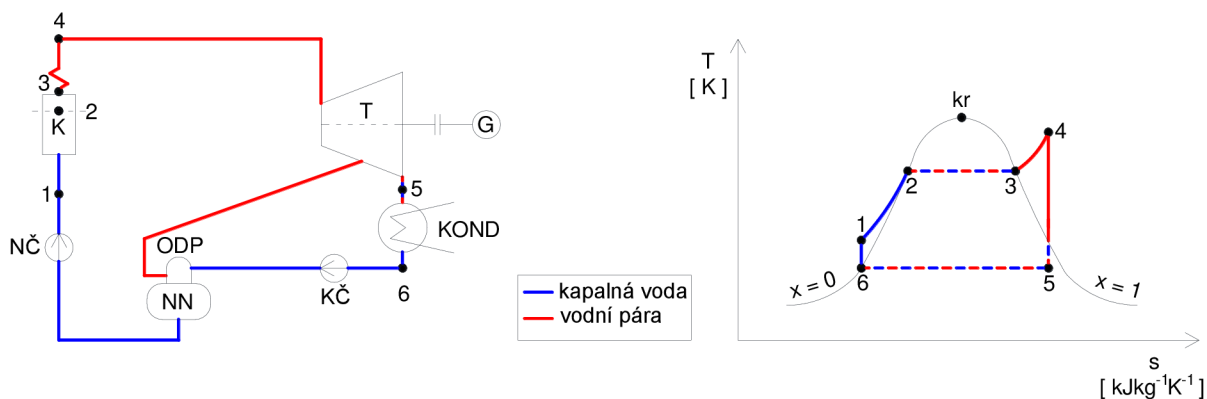 4
3
K
2
1
NČ
ODP
NN
KČ
6
T
G
5
KOND
kapalná voda
vodní pára
T
[ K ]
kr
4
2
3
1
6
5
x = 0
x = 1
s
[ kJkg⁻¹K⁻¹ ]